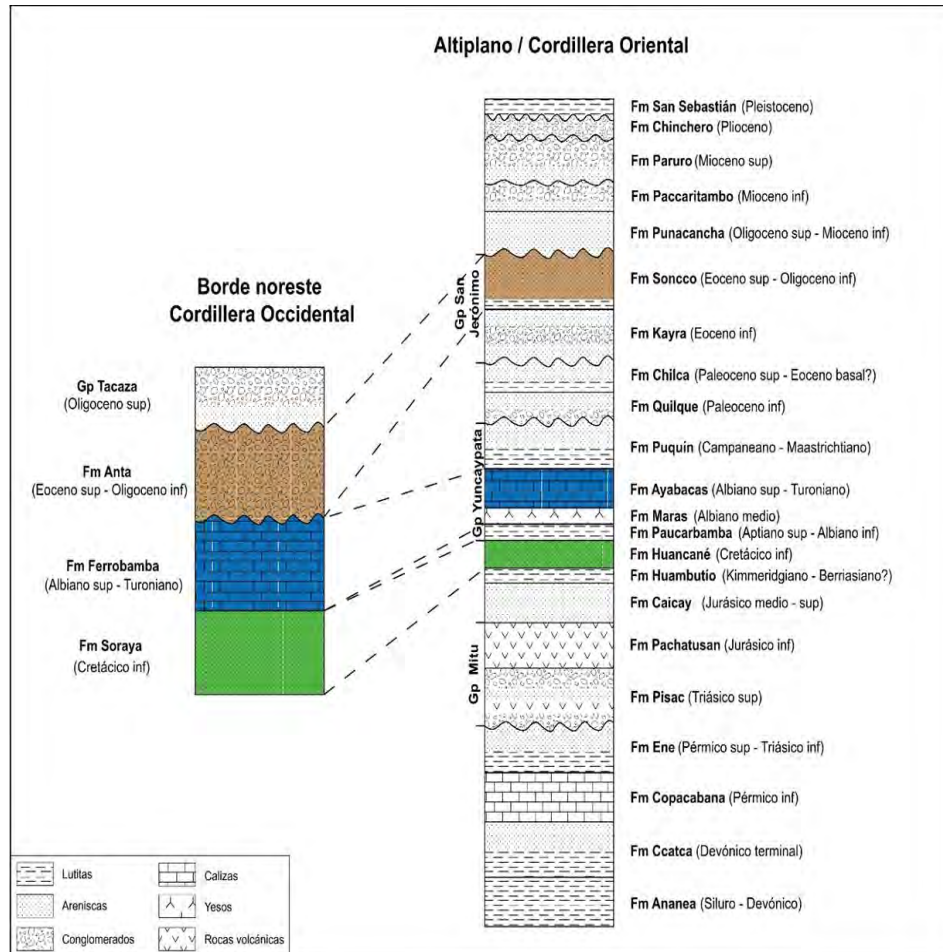 Altiplano / Cordillera Oriental
Borde noreste
Cordillera Occidental
Gp Tacaza
(Oligoceno sup)
Fm Anta
(Eoceno sup - Oligoceno inf)
Fm Ferrobamba
(Albiano sup - Turoniano)
Fm Soraya
(Cretácico inf)
Gp San
Jerónimo
Gp Yuncaypata
Gp Mitu
Fm San Sebastián (Pleistoceno)
Fm Chinchero (Plioceno)
Fm Paruro (Mioceno sup)
Fm Paccaritambo (Mioceno inf)
Fm Punacancha (Oligoceno sup - Mioceno inf)
Fm Soncco (Eoceno sup - Oligoceno inf)
Fm Kayra (Eoceno inf)
Fm Chilca (Paleoceno sup - Eoceno basal?)
Fm Quilque (Paleoceno inf)
Fm Puquin (Campaneano - Maastrichtiano)
Fm Ayabacas (Albiano sup - Turoniano)
Fm Maras (Albiano medio)
Fm Paucarbamba (Aptiano sup - Albiano inf)
Fm Huancané (Cretácico inf)
Fm Huambutio (Kimmeridgiano - Berriasiano?)
Fm Caicay (Jurásico medio - sup)
Fm Pachatusan (Jurásico inf)
Fm Pisac (Triásico sup)
Fm Ene (Pérmico sup - Triásico inf)
Fm Copacabana (Pérmico inf)
Fm Ccatca (Devónico terminal)
Fm Ananea (Siluro - Devónico)
Lutitas
Calizas
Areniscas
Yesos
Conglomerados
Rocas volcánicas